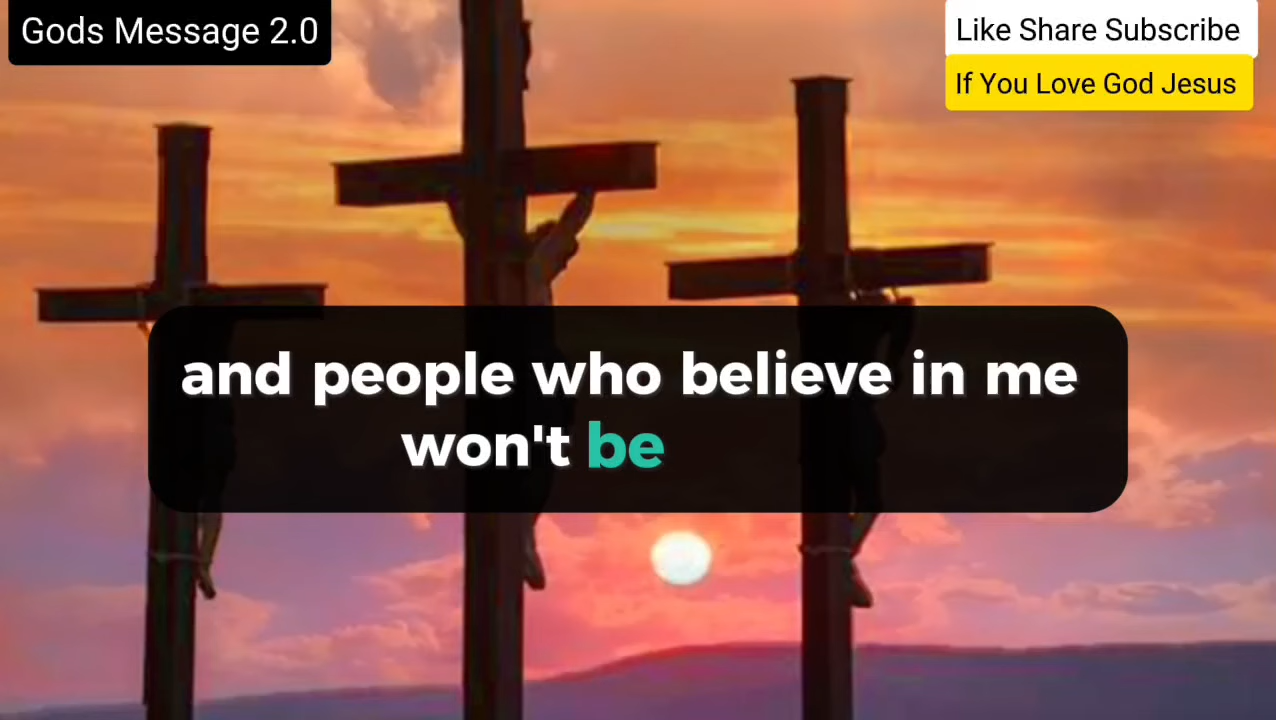 Gods Message 2.0
Like Share Subscribe
If You Love God Jesus
and people who believe in me
won't be